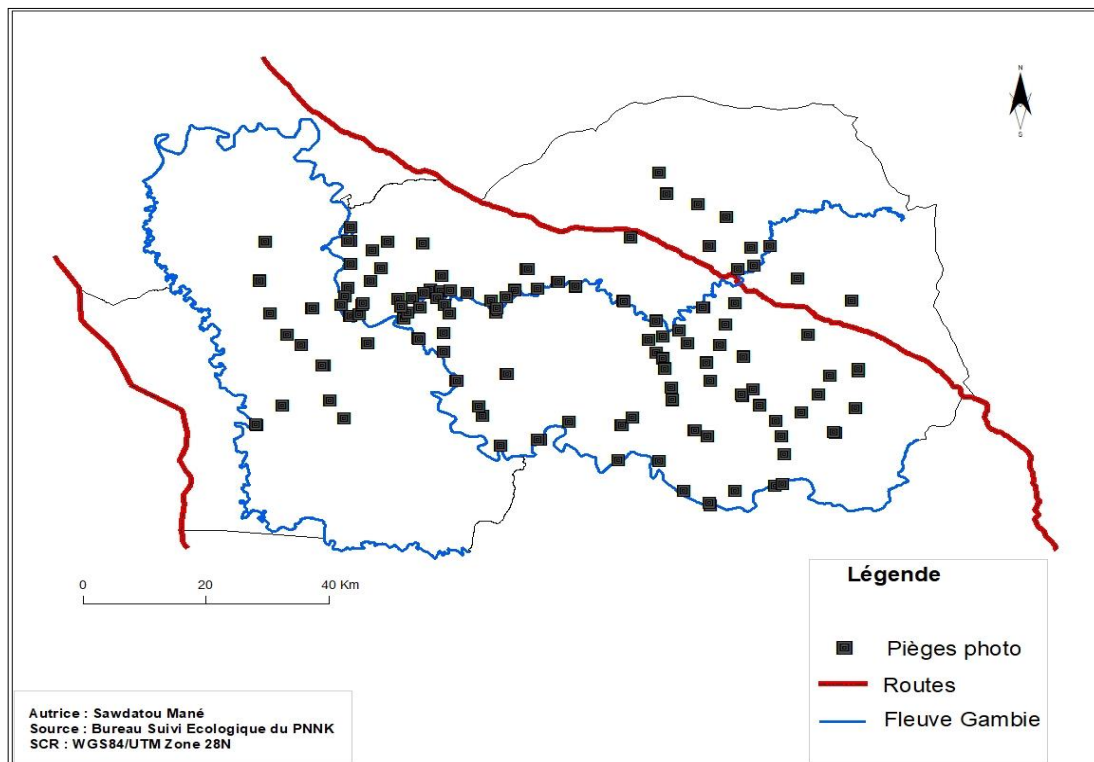 N
S
0 20 40 Km
Légende
Pièges photo
Routes
Fleuve Gambie
Autrice : Sawdatou Mané
Source : Bureau Suivi Ecologique du PNNK
SCR : WGS84/UTM Zone 28N